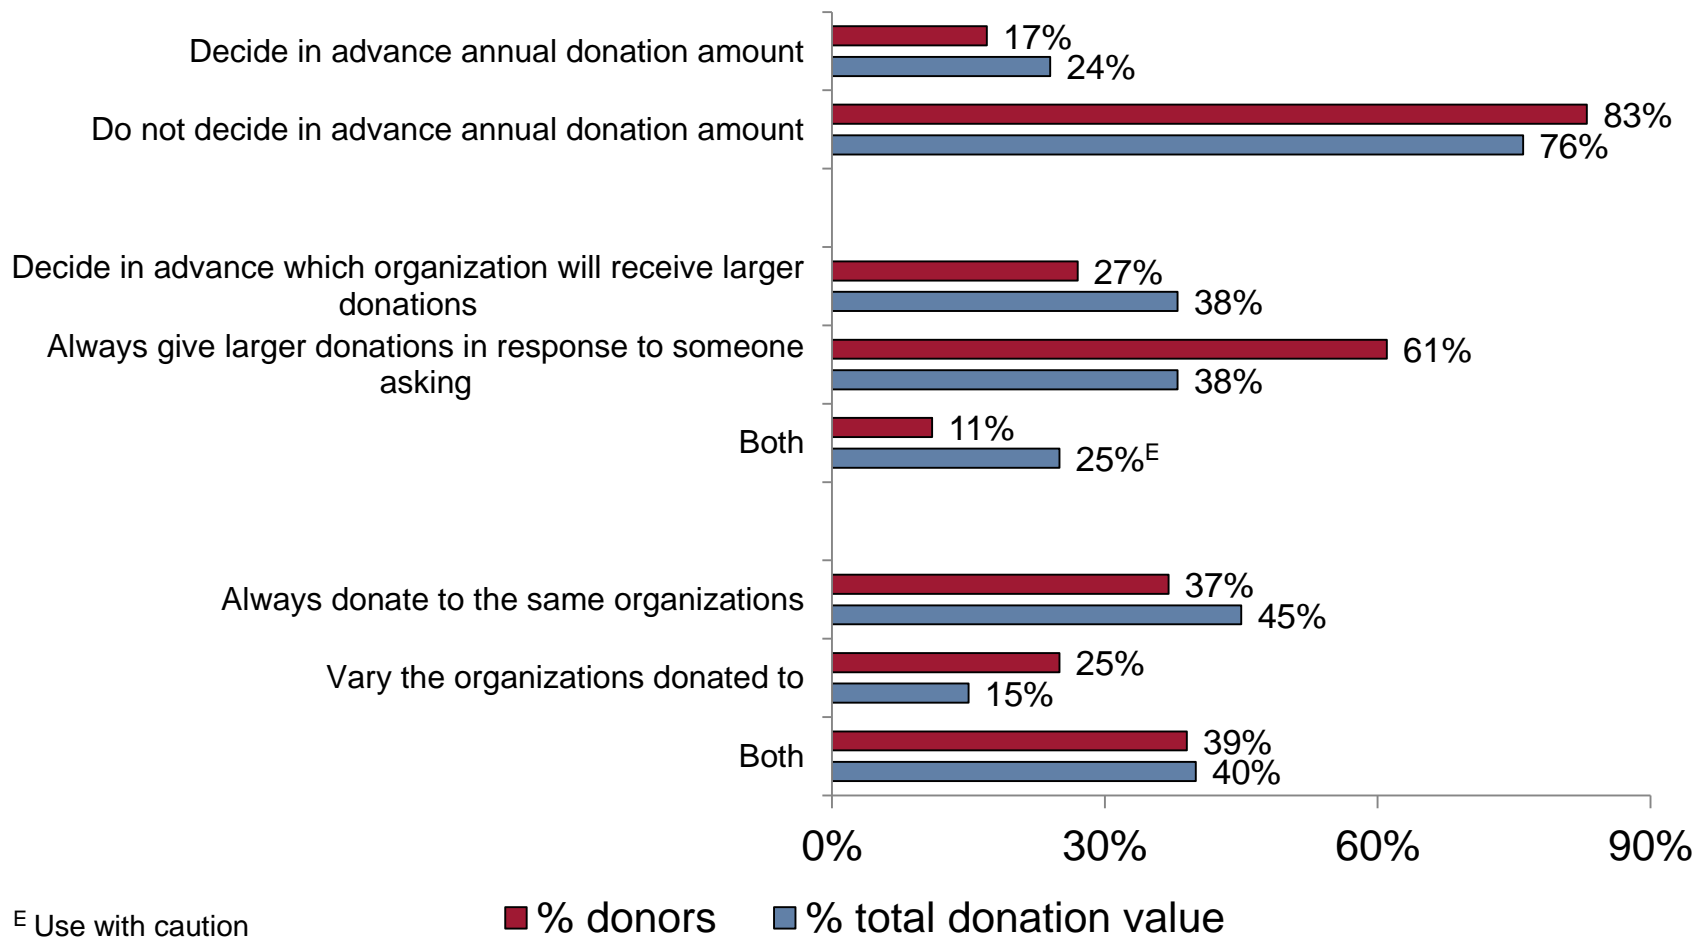 Decide in advance annual donation amount
17%
24%
Do not decide in advance annual donation amount
83%
76%
Decide in advance which organization will receive larger
donations
27%
38%
Always give larger donations in response to someone
asking
61%
38%
Both
11%
25%ᴱ
Always donate to the same organizations
37%
45%
Vary the organizations donated to
25%
15%
Both
39%
40%
0% 30% 60% 90%
ᴱ Use with caution
% donors % total donation value